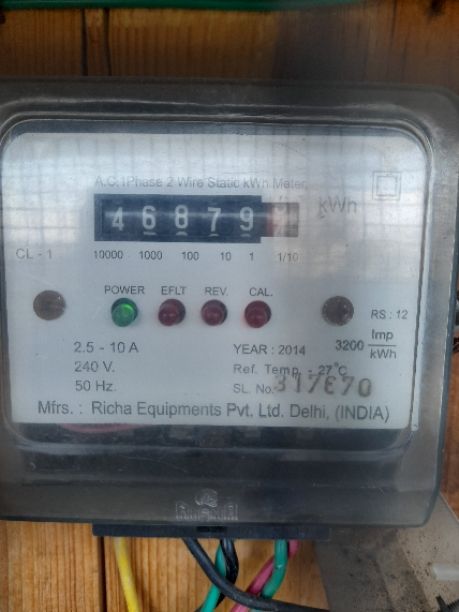 A.C. 1Phase 2 Wire Static kWh Meter
46879 kWh
CL - 1
10000 1000 100 10 1 1/10
POWER EFLT REV. CAL.
RS : 12
2.5 - 10 A YEAR : 2014 3200 Imp/kWh
240 V. Ref. Temp. - 27°C
50 Hz. SL. No.
Mfrs. : Richa Equipments Pvt. Ltd. Delhi, (INDIA)